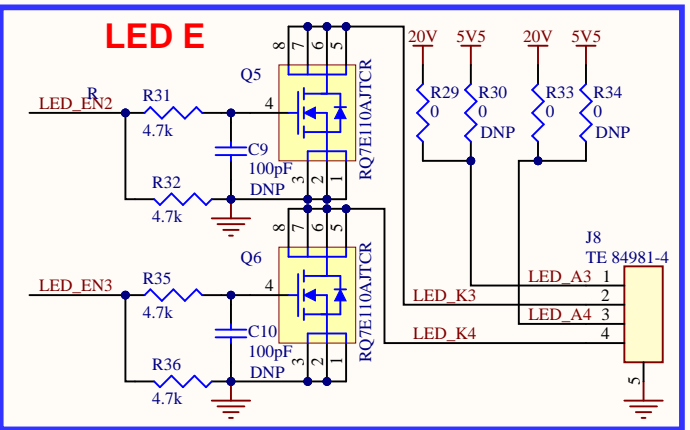 LED E
R
LED_EN2
R31
4.7k
R32
4.7k
C9
100pF
DNP
Q5
4
8
7
6
5
3
2
1
RQ7E110AJTCR
20V
5V5
20V
5V5
R29
0
R30
0
DNP
R33
0
R34
0
DNP
LED_EN3
R35
4.7k
R36
4.7k
C10
100pF
DNP
Q6
4
8
7
6
5
3
2
1
RQ7E110AJTCR
J8
TE 84981-4
LED_A3 1
LED_K3 2
LED_A4 3
LED_K4 4
5